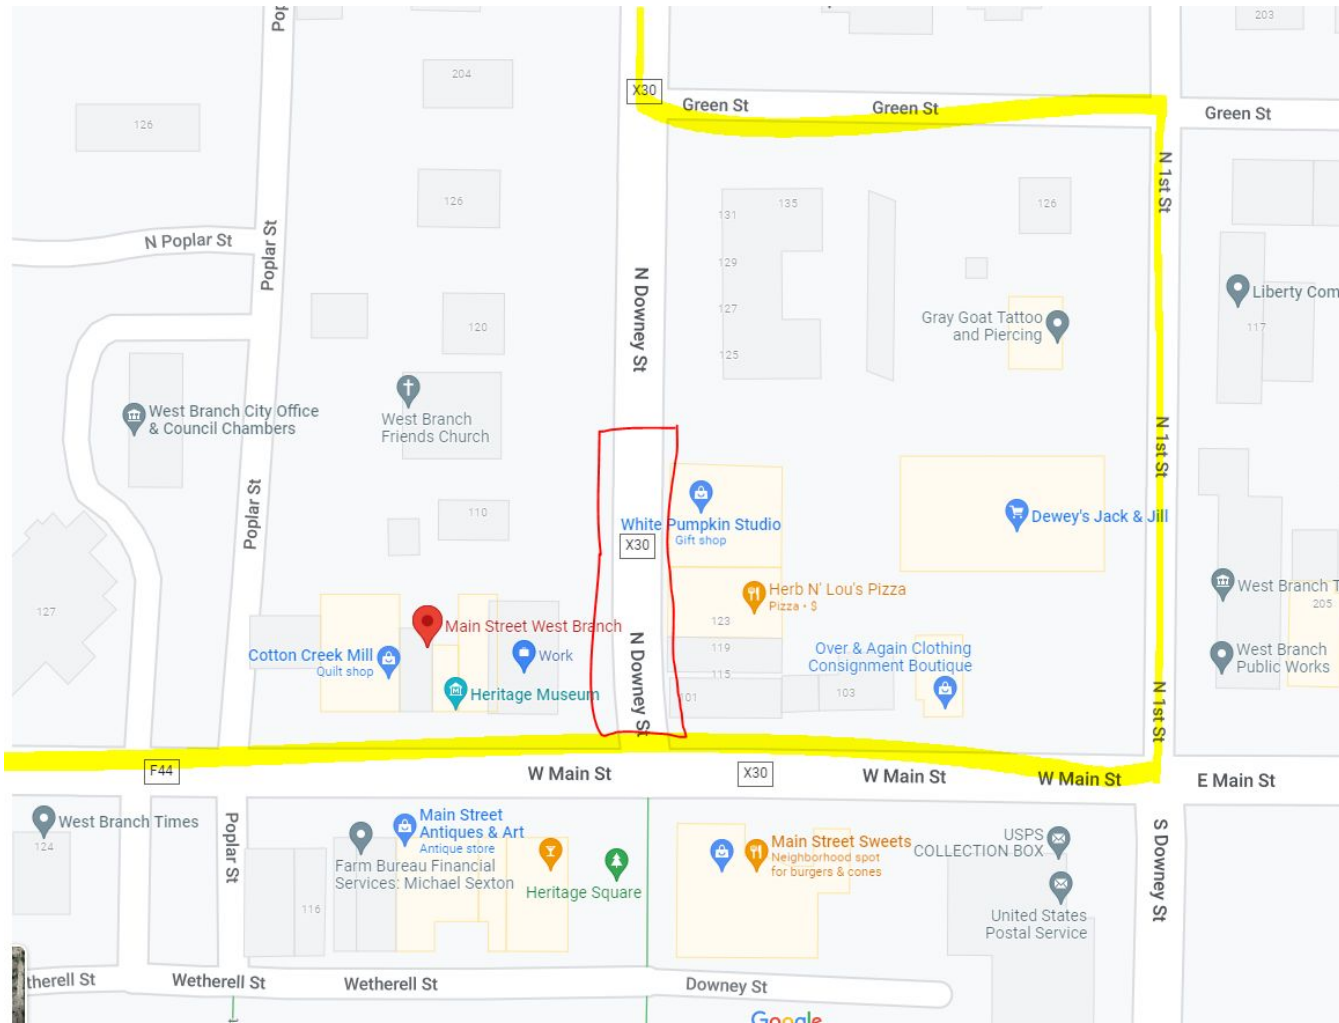 203
204
X30
Green St
Green St
Green St
126
126
131
135
126
N 1st St
N Poplar St
Poplar St
129
N Downey St
127
Liberty Com
120
Gray Goat Tattoo
and Piercing
117
125
West Branch City Office
& Council Chambers
West Branch
Friends Church
N 1st St
Poplar St
110
White Pumpkin Studio
Gift shop
X30
Dewey's Jack & Jill
127
Herb N' Lou's Pizza
Pizza • $
123
West Branch T
205
Main Street West Branch
Cotton Creek Mill
Quilt shop
Work
Heritage Museum
N Downey St
119
115
101
103
Over & Again Clothing
Consignment Boutique
West Branch
Public Works
N 1st St
F44
W Main St
X30
W Main St
W Main St
E Main St
West Branch Times
124
Poplar St
Main Street
Antiques & Art
Antique store
Farm Bureau Financial
Services: Michael Sexton
116
Heritage Square
Main Street Sweets
Neighborhood spot
for burgers & cones
USPS
COLLECTION BOX
United States
Postal Service
S Downey St
therell St
Wetherell St
Wetherell St
Downey St
Google